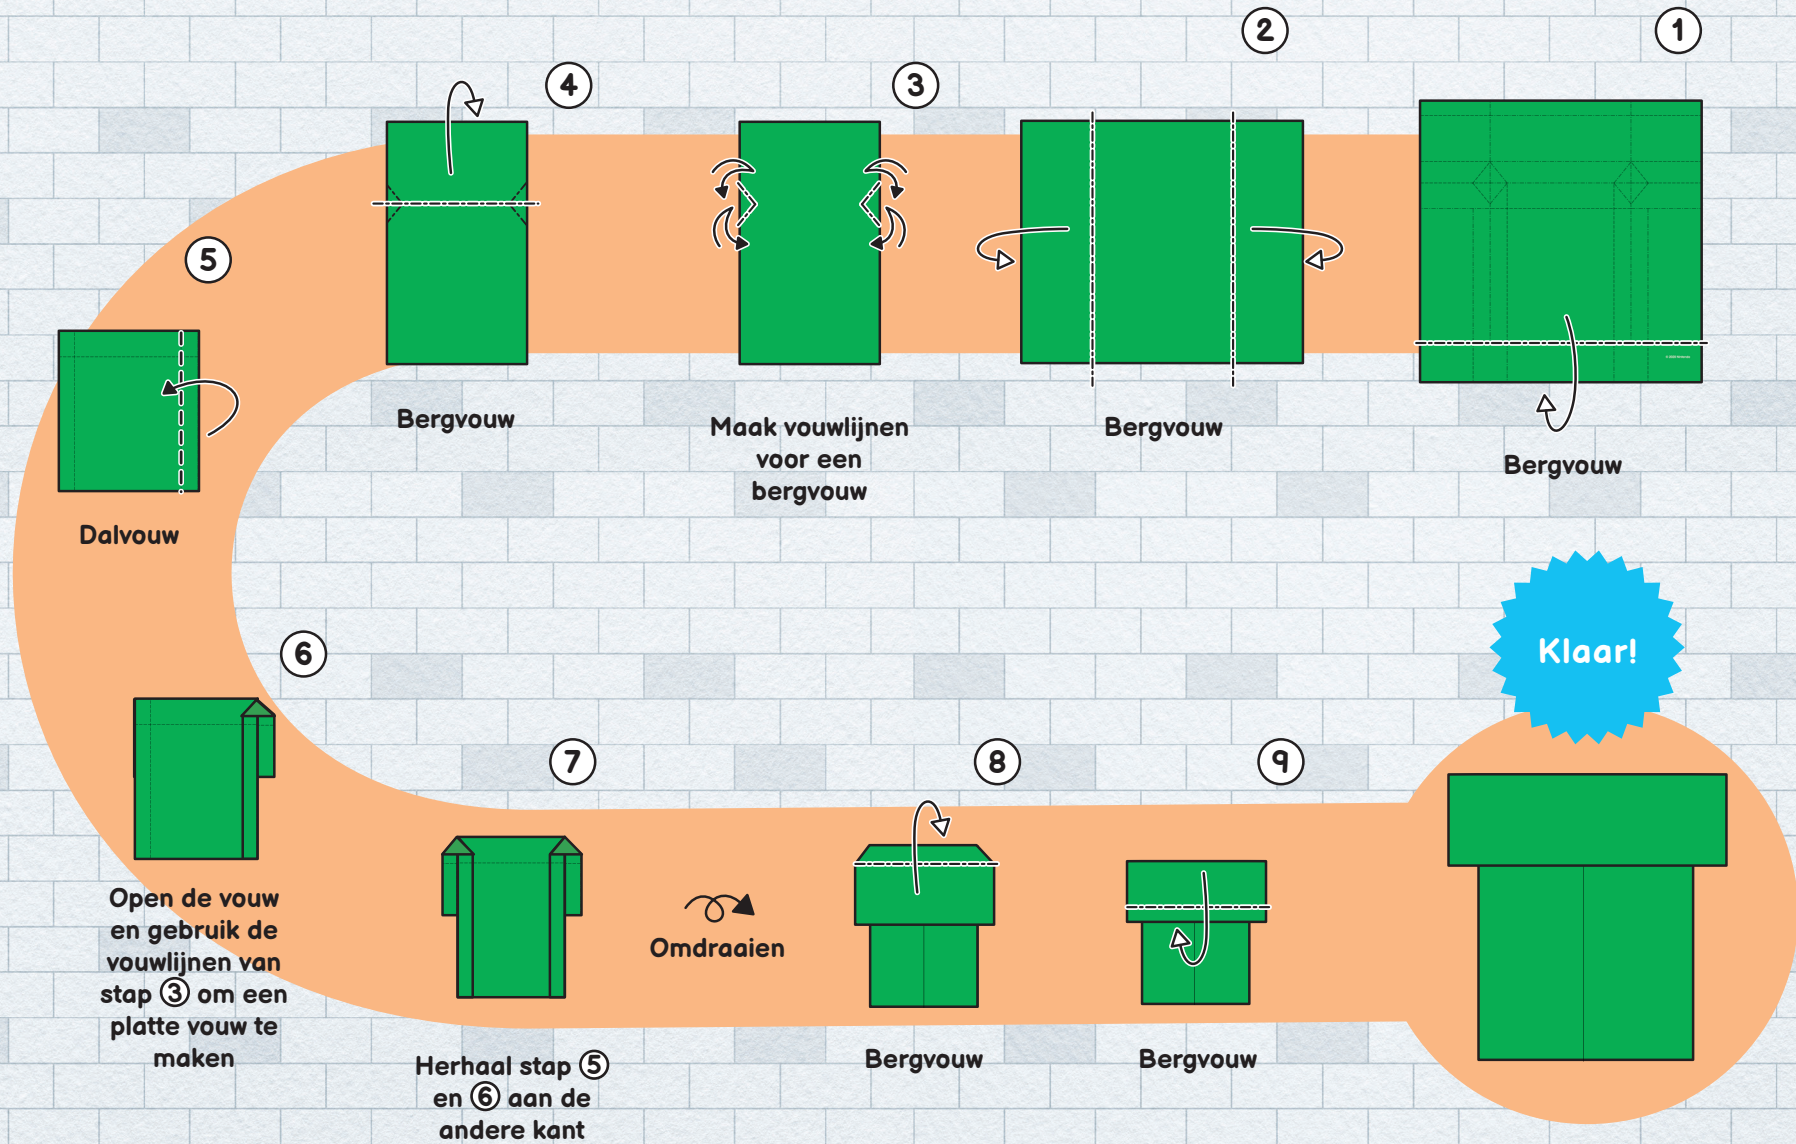 1
Bergvouw
2
Bergvouw
3
Maak vouwlijnen
voor een
bergvouw
4
Bergvouw
5
Dalvouw
6
Open de vouw
en gebruik de
vouwlijnen van
stap 3 om een
platte vouw te
maken
7
Herhaal stap 5
en 6 aan de
andere kant
Omdraaien
8
Bergvouw
9
Bergvouw
Klaar!